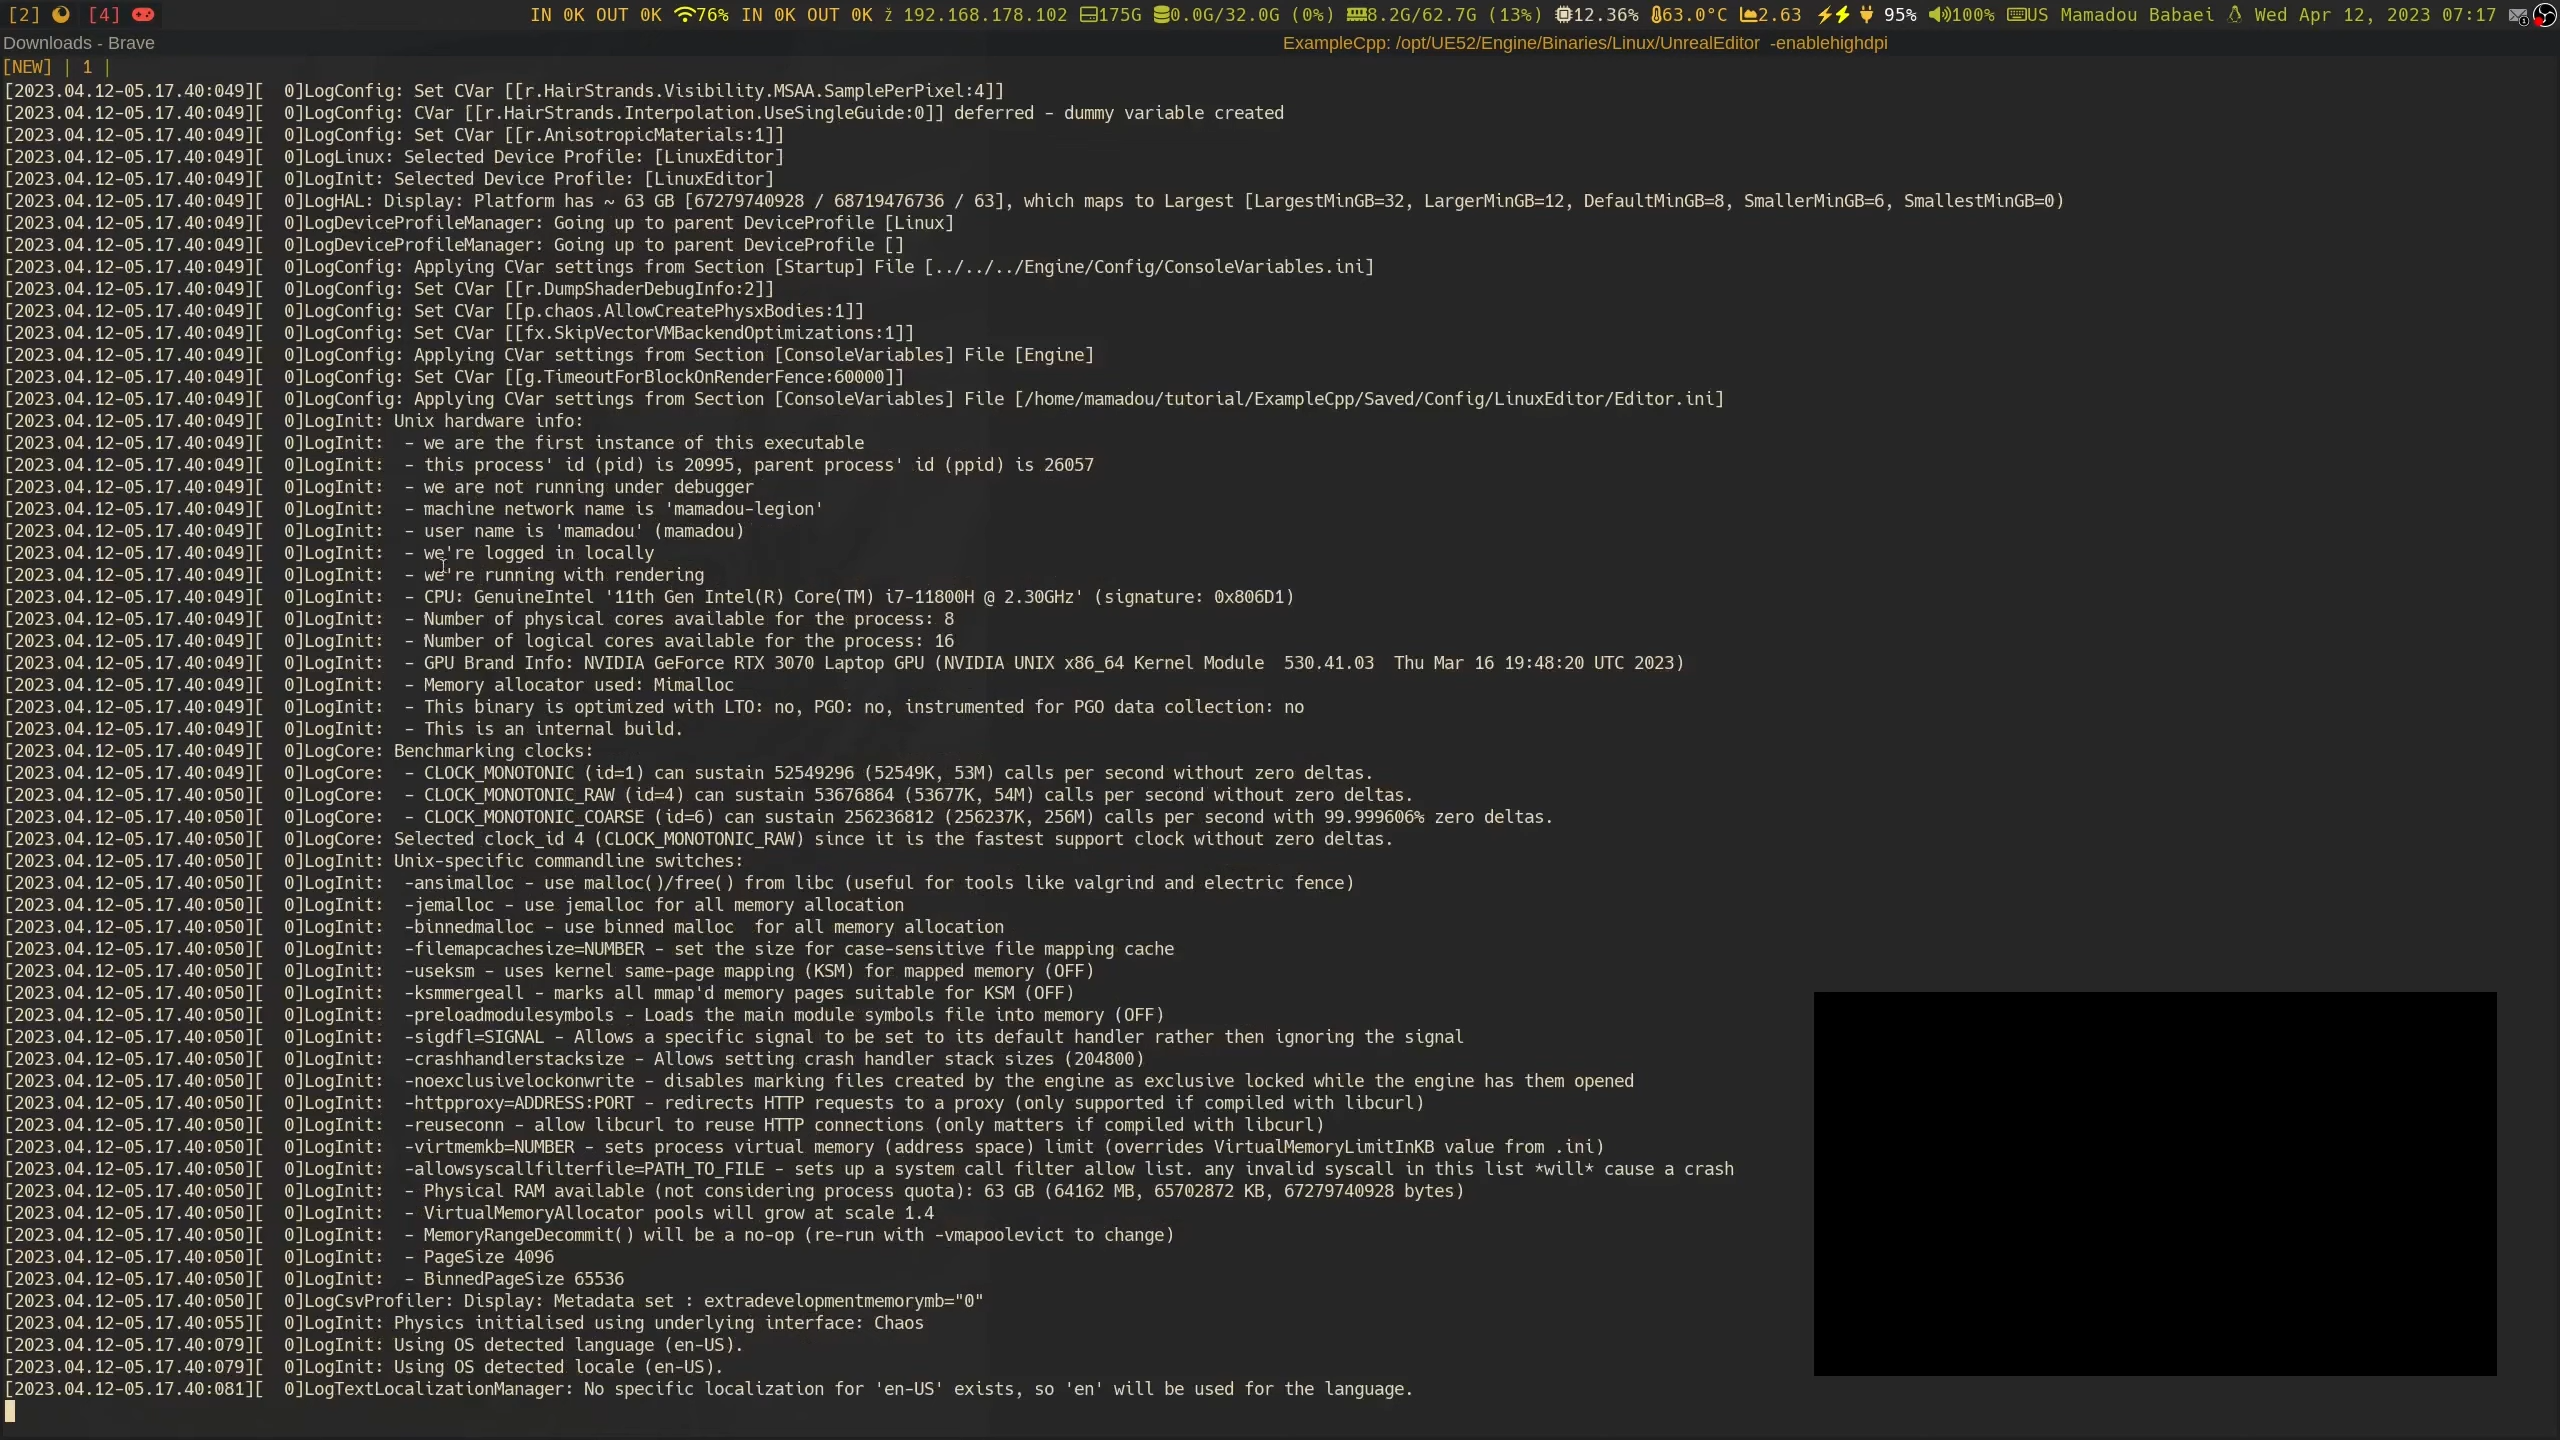 [2] [4] IN 0K OUT 0K 76% IN 0K OUT 0K ž 192.168.178.102 175G 0.0G/32.0G (0%) 8.2G/62.7G (13%) 12.36% 63.0°C 2.63 95% 100% US Mamadou Babaei Wed Apr 12, 2023 07:17
Downloads - Brave ExampleCpp: /opt/UE52/Engine/Binaries/Linux/UnrealEditor -enablehighdpi
[NEW] | 1 |
[2023.04.12-05.17.40:049][  0]LogConfig: Set CVar [[r.HairStrands.Visibility.MSAA.SamplePerPixel:4]]
[2023.04.12-05.17.40:049][  0]LogConfig: CVar [[r.HairStrands.Interpolation.UseSingleGuide:0]] deferred - dummy variable created
[2023.04.12-05.17.40:049][  0]LogConfig: Set CVar [[r.AnisotropicMaterials:1]]
[2023.04.12-05.17.40:049][  0]LogLinux: Selected Device Profile: [LinuxEditor]
[2023.04.12-05.17.40:049][  0]LogInit: Selected Device Profile: [LinuxEditor]
[2023.04.12-05.17.40:049][  0]LogHAL: Display: Platform has ~ 63 GB [67279740928 / 68719476736 / 63], which maps to Largest [LargestMinGB=32, LargerMinGB=12, DefaultMinGB=8, SmallerMinGB=6, SmallestMinGB=0)
[2023.04.12-05.17.40:049][  0]LogDeviceProfileManager: Going up to parent DeviceProfile [Linux]
[2023.04.12-05.17.40:049][  0]LogDeviceProfileManager: Going up to parent DeviceProfile []
[2023.04.12-05.17.40:049][  0]LogConfig: Applying CVar settings from Section [Startup] File [../../../Engine/Config/ConsoleVariables.ini]
[2023.04.12-05.17.40:049][  0]LogConfig: Set CVar [[r.DumpShaderDebugInfo:2]]
[2023.04.12-05.17.40:049][  0]LogConfig: Set CVar [[p.chaos.AllowCreatePhysxBodies:1]]
[2023.04.12-05.17.40:049][  0]LogConfig: Set CVar [[fx.SkipVectorVMBackendOptimizations:1]]
[2023.04.12-05.17.40:049][  0]LogConfig: Applying CVar settings from Section [ConsoleVariables] File [Engine]
[2023.04.12-05.17.40:049][  0]LogConfig: Set CVar [[g.TimeoutForBlockOnRenderFence:60000]]
[2023.04.12-05.17.40:049][  0]LogConfig: Applying CVar settings from Section [ConsoleVariables] File [/home/mamadou/tutorial/ExampleCpp/Saved/Config/LinuxEditor/Editor.ini]
[2023.04.12-05.17.40:049][  0]LogInit: Unix hardware info:
[2023.04.12-05.17.40:049][  0]LogInit:  - we are the first instance of this executable
[2023.04.12-05.17.40:049][  0]LogInit:  - this process' id (pid) is 20995, parent process' id (ppid) is 26057
[2023.04.12-05.17.40:049][  0]LogInit:  - we are not running under debugger
[2023.04.12-05.17.40:049][  0]LogInit:  - machine network name is 'mamadou-legion'
[2023.04.12-05.17.40:049][  0]LogInit:  - user name is 'mamadou' (mamadou)
[2023.04.12-05.17.40:049][  0]LogInit:  - we're logged in locally
[2023.04.12-05.17.40:049][  0]LogInit:  - we're running with rendering
[2023.04.12-05.17.40:049][  0]LogInit:  - CPU: GenuineIntel '11th Gen Intel(R) Core(TM) i7-11800H @ 2.30GHz' (signature: 0x806D1)
[2023.04.12-05.17.40:049][  0]LogInit:  - Number of physical cores available for the process: 8
[2023.04.12-05.17.40:049][  0]LogInit:  - Number of logical cores available for the process: 16
[2023.04.12-05.17.40:049][  0]LogInit:  - GPU Brand Info: NVIDIA GeForce RTX 3070 Laptop GPU (NVIDIA UNIX x86_64 Kernel Module  530.41.03  Thu Mar 16 19:48:20 UTC 2023)
[2023.04.12-05.17.40:049][  0]LogInit:  - Memory allocator used: Mimalloc
[2023.04.12-05.17.40:049][  0]LogInit:  - This binary is optimized with LTO: no, PGO: no, instrumented for PGO data collection: no
[2023.04.12-05.17.40:049][  0]LogInit:  - This is an internal build.
[2023.04.12-05.17.40:049][  0]LogCore: Benchmarking clocks:
[2023.04.12-05.17.40:049][  0]LogCore:  - CLOCK_MONOTONIC (id=1) can sustain 52549296 (52549K, 53M) calls per second without zero deltas.
[2023.04.12-05.17.40:050][  0]LogCore:  - CLOCK_MONOTONIC_RAW (id=4) can sustain 53676864 (53677K, 54M) calls per second without zero deltas.
[2023.04.12-05.17.40:050][  0]LogCore:  - CLOCK_MONOTONIC_COARSE (id=6) can sustain 256236812 (256237K, 256M) calls per second with 99.999606% zero deltas.
[2023.04.12-05.17.40:050][  0]LogCore: Selected clock_id 4 (CLOCK_MONOTONIC_RAW) since it is the fastest support clock without zero deltas.
[2023.04.12-05.17.40:050][  0]LogInit: Unix-specific commandline switches:
[2023.04.12-05.17.40:050][  0]LogInit:  -ansimalloc - use malloc()/free() from libc (useful for tools like valgrind and electric fence)
[2023.04.12-05.17.40:050][  0]LogInit:  -jemalloc - use jemalloc for all memory allocation
[2023.04.12-05.17.40:050][  0]LogInit:  -binnedmalloc - use binned malloc  for all memory allocation
[2023.04.12-05.17.40:050][  0]LogInit:  -filemapcachesize=NUMBER - set the size for case-sensitive file mapping cache
[2023.04.12-05.17.40:050][  0]LogInit:  -useksm - uses kernel same-page mapping (KSM) for mapped memory (OFF)
[2023.04.12-05.17.40:050][  0]LogInit:  -ksmmergeall - marks all mmap'd memory pages suitable for KSM (OFF)
[2023.04.12-05.17.40:050][  0]LogInit:  -preloadmodulesymbols - Loads the main module symbols file into memory (OFF)
[2023.04.12-05.17.40:050][  0]LogInit:  -sigdfl=SIGNAL - Allows a specific signal to be set to its default handler rather then ignoring the signal
[2023.04.12-05.17.40:050][  0]LogInit:  -crashhandlerstacksize - Allows setting crash handler stack sizes (204800)
[2023.04.12-05.17.40:050][  0]LogInit:  -noexclusivelockonwrite - disables marking files created by the engine as exclusive locked while the engine has them opened
[2023.04.12-05.17.40:050][  0]LogInit:  -httpproxy=ADDRESS:PORT - redirects HTTP requests to a proxy (only supported if compiled with libcurl)
[2023.04.12-05.17.40:050][  0]LogInit:  -reuseconn - allow libcurl to reuse HTTP connections (only matters if compiled with libcurl)
[2023.04.12-05.17.40:050][  0]LogInit:  -virtmemkb=NUMBER - sets process virtual memory (address space) limit (overrides VirtualMemoryLimitInKB value from .ini)
[2023.04.12-05.17.40:050][  0]LogInit:  -allowsyscallfilterfile=PATH_TO_FILE - sets up a system call filter allow list. any invalid syscall in this list *will* cause a crash
[2023.04.12-05.17.40:050][  0]LogInit:  - Physical RAM available (not considering process quota): 63 GB (64162 MB, 65702872 KB, 67279740928 bytes)
[2023.04.12-05.17.40:050][  0]LogInit:  - VirtualMemoryAllocator pools will grow at scale 1.4
[2023.04.12-05.17.40:050][  0]LogInit:  - MemoryRangeDecommit() will be a no-op (re-run with -vmapoolevict to change)
[2023.04.12-05.17.40:050][  0]LogInit:  - PageSize 4096
[2023.04.12-05.17.40:050][  0]LogInit:  - BinnedPageSize 65536
[2023.04.12-05.17.40:050][  0]LogCsvProfiler: Display: Metadata set : extradevelopmentmemorymb="0"
[2023.04.12-05.17.40:055][  0]LogInit: Physics initialised using underlying interface: Chaos
[2023.04.12-05.17.40:079][  0]LogInit: Using OS detected language (en-US).
[2023.04.12-05.17.40:079][  0]LogInit: Using OS detected locale (en-US).
[2023.04.12-05.17.40:081][  0]LogTextLocalizationManager: No specific localization for 'en-US' exists, so 'en' will be used for the language.